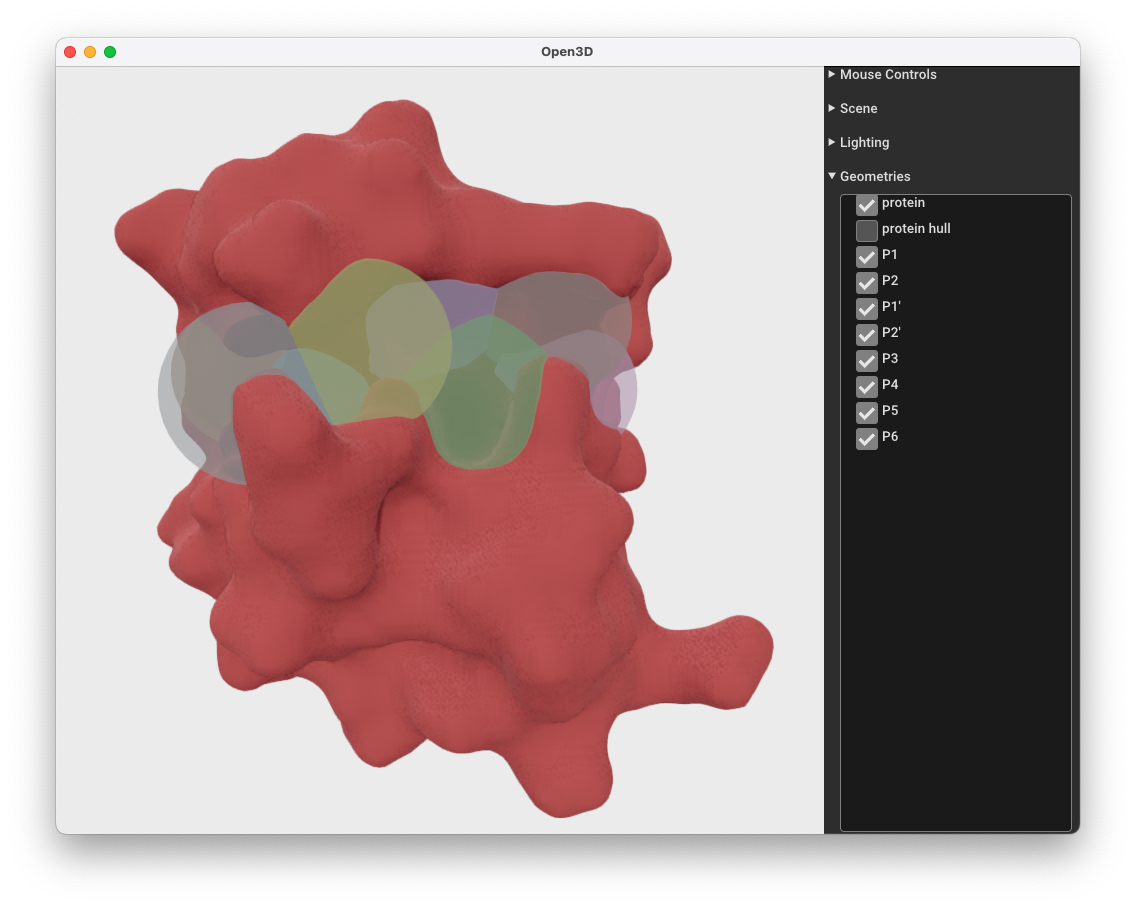 Open3D
Mouse Controls
Scene
Lighting
Geometries
protein
protein hull
P1
P2
P1'
P2'
P3
P4
P5
P6